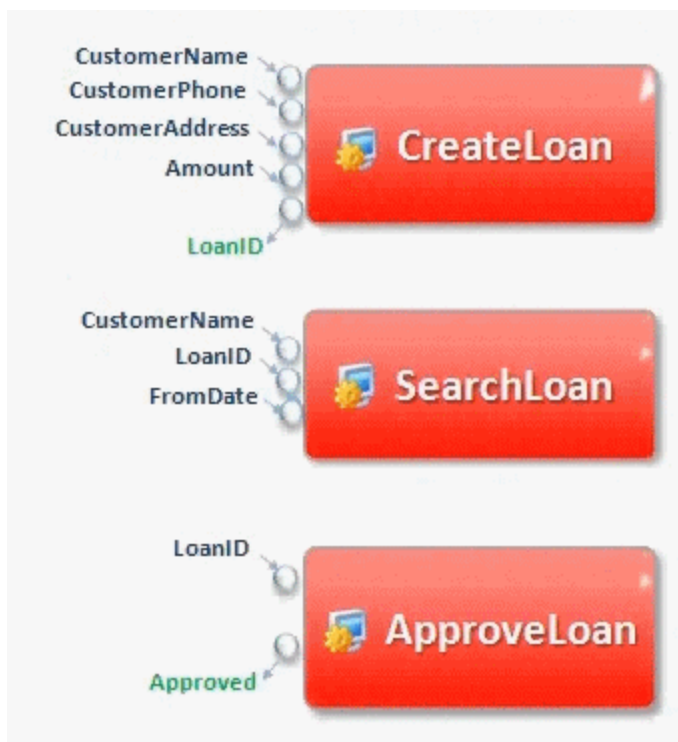 CustomerName
CustomerPhone
CustomerAddress
Amount
CreateLoan
LoanID
CustomerName
LoanID
FromDate
SearchLoan
LoanID
ApproveLoan
Approved